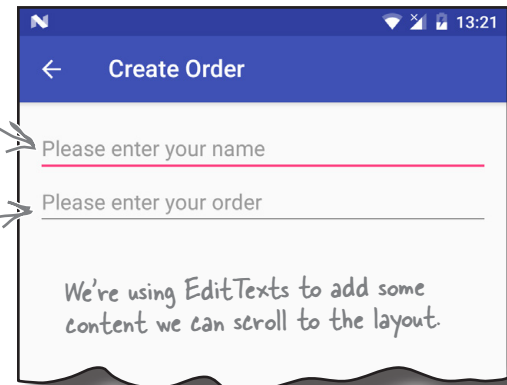 N 13:21
Create Order
Please enter your name
Please enter your order
We're using EditTexts to add some
content we can scroll to the layout.